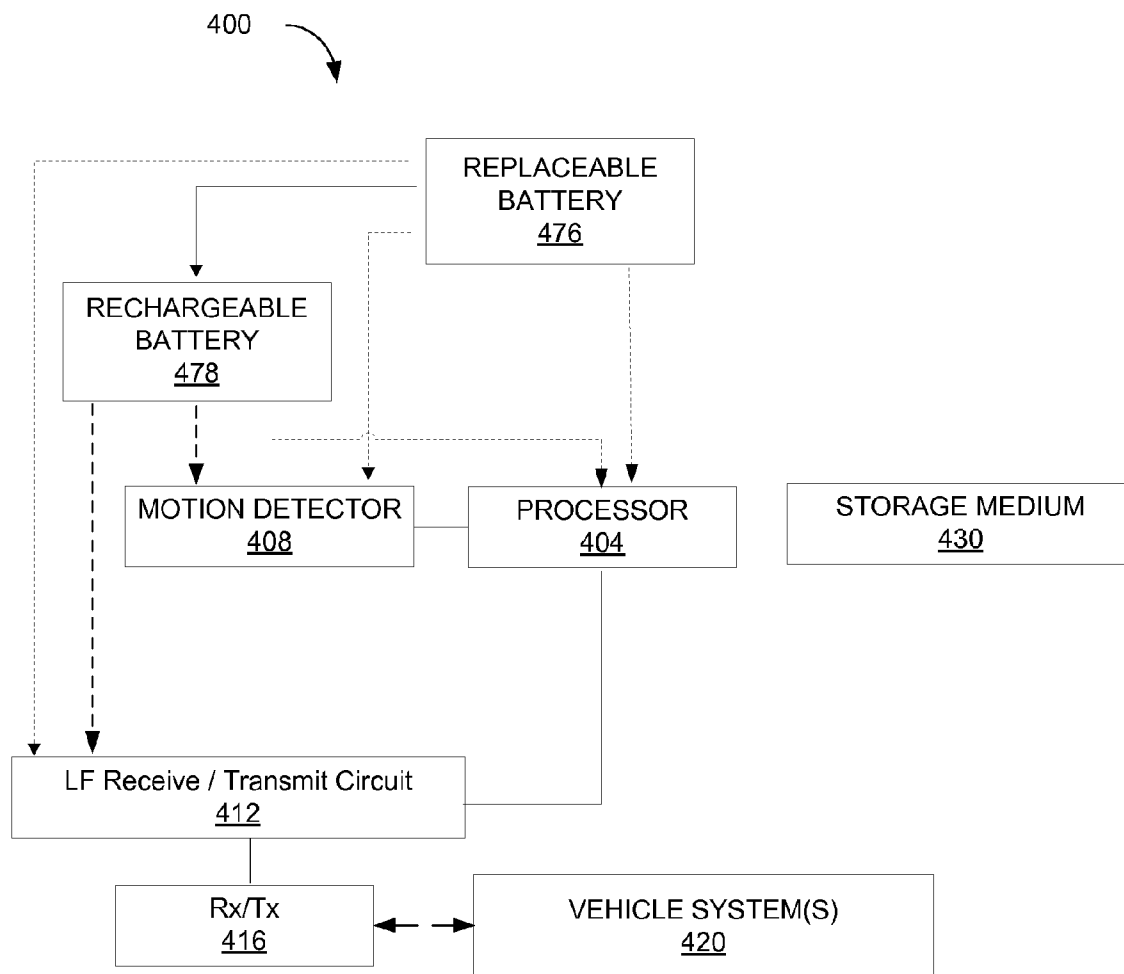 400
REPLACEABLE
BATTERY
476
RECHARGEABLE
BATTERY
478
MOTION DETECTOR
408
PROCESSOR
404
STORAGE MEDIUM
430
LF Receive / Transmit Circuit
412
Rx/Tx
416
VEHICLE SYSTEM(S)
420